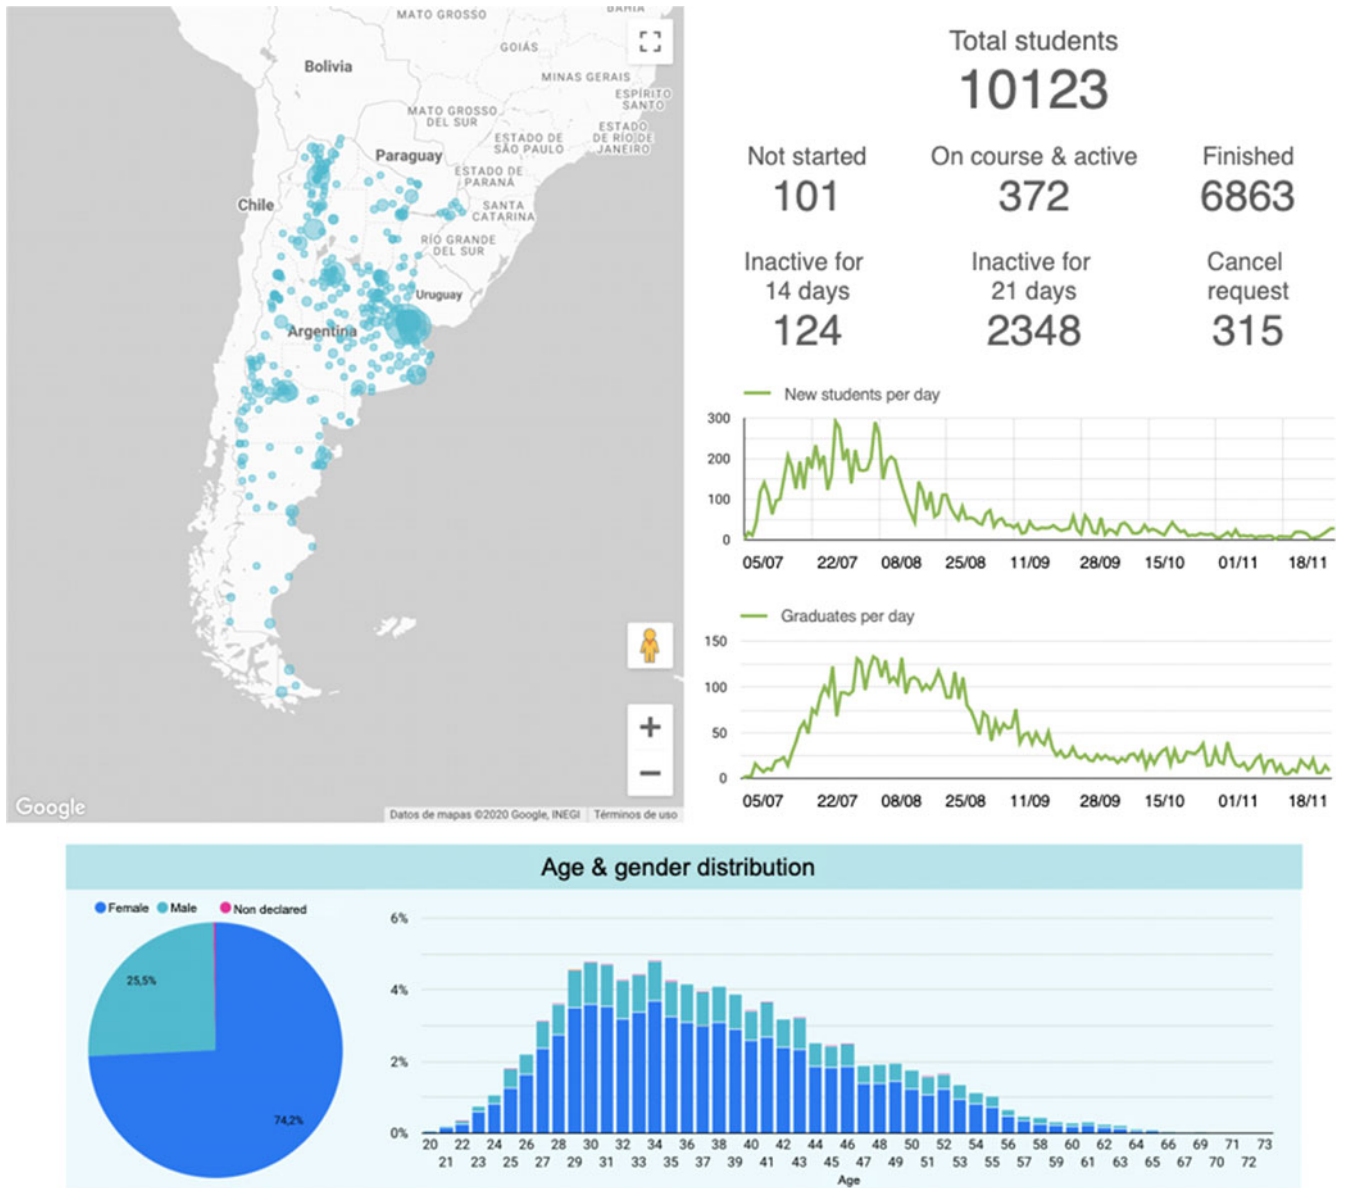 MATO GROSSO
BAHIA
GOIÁS
Bolivia
MINAS GERAIS
ESPÍRITO
SANTO
MATO GROSSO
DEL SUR
ESTADO DE
SÃO PAULO
ESTADO
DE RÍO DE
JANEIRO
Paraguay
ESTADO DE
PARANÁ
Chile
SANTA
CATARINA
RÍO GRANDE
DEL SUR
Uruguay
Argentina
Google
Datos de mapas ©2020 Google, INEGI
Términos de uso
Total students
10123
Not started
101
On course & active
372
Finished
6863
Inactive for
14 days
124
Inactive for
21 days
2348
Cancel
request
315
New students per day
300
200
100
0
05/07 22/07 08/08 25/08 11/09 28/09 15/10 01/11 18/11
Graduates per day
150
100
50
0
05/07 22/07 08/08 25/08 11/09 28/09 15/10 01/11 18/11
Age & gender distribution
Female Male Non declared
25,5%
74,2%
6%
4%
2%
0%
20 22 24 26 28 30 32 34 36 38 40 42 44 46 48 50 52 54 56 58 60 62 64 66 69 71 73
21 23 25 27 29 31 33 35 37 39 41 43 45 47 49 51 53 55 57 59 61 63 65 67 70 72
Age